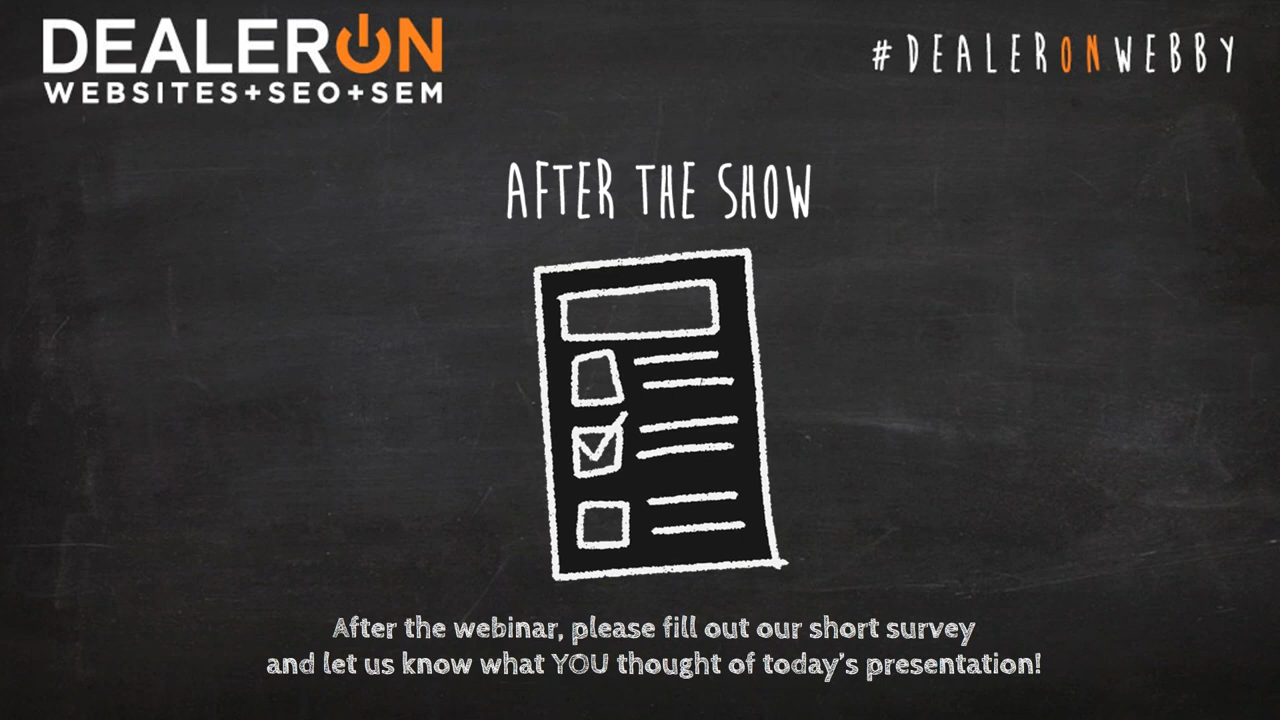 DEALERON
WEBSITES+SEO+SEM
#DEALERONWEBBY
AFTER THE SHOW
After the webinar, please fill out our short survey
and let us know what YOU thought of today's presentation!